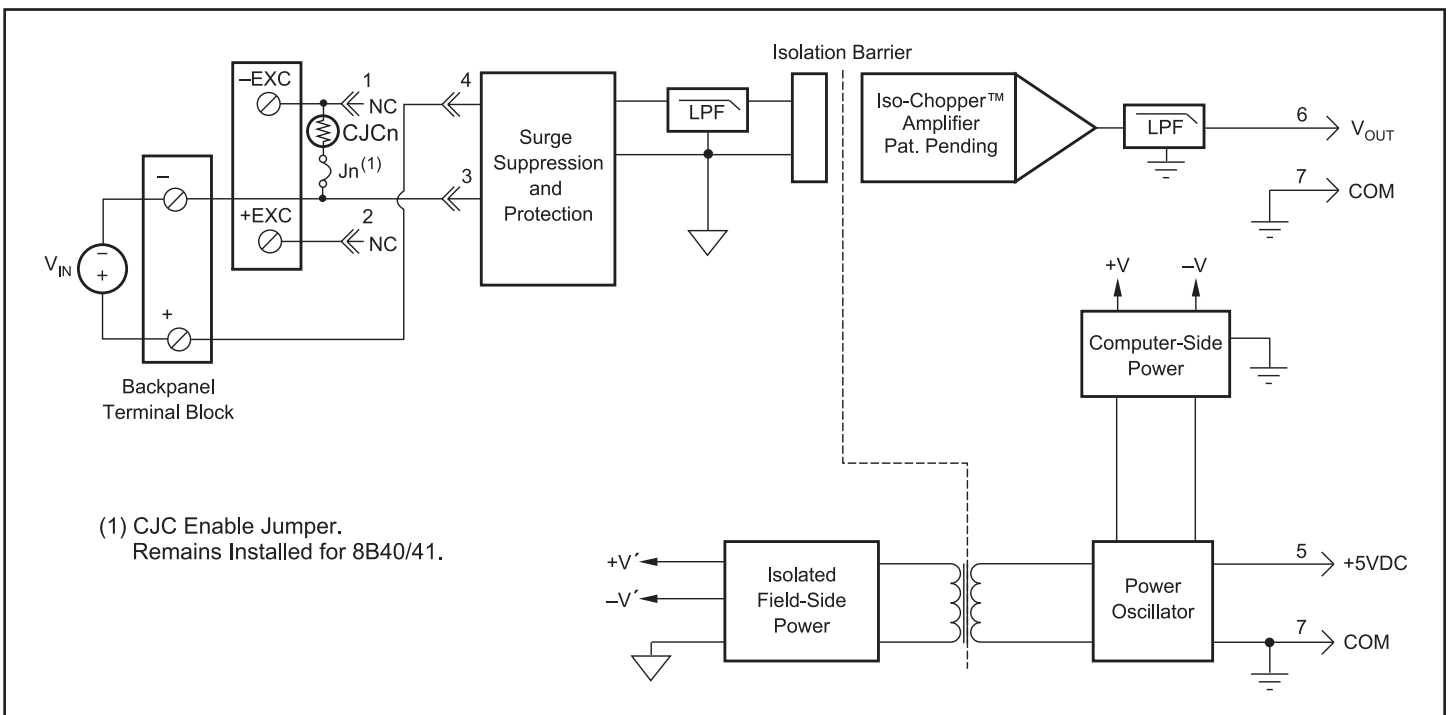 Isolation Barrier
–EXC
1
NC
CJCn
Jn(1)
4
3
+EXC
2
NC
–
+
VIN
–
+
Backpanel
Terminal Block
Surge
Suppression
and
Protection
LPF
Iso-Chopper™
Amplifier
Pat. Pending
LPF
6
VOUT
7
COM
+V
–V
Computer-Side
Power
(1) CJC Enable Jumper.
Remains Installed for 8B40/41.
+V´
–V´
Isolated
Field-Side
Power
Power
Oscillator
5
+5VDC
7
COM